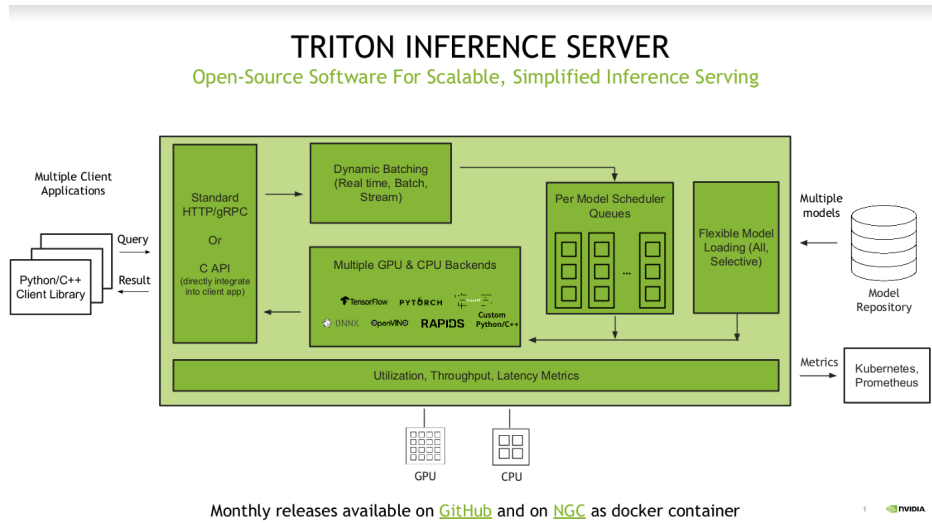 TRITON INFERENCE SERVER
Open-Source Software For Scalable, Simplified Inference Serving
Multiple Client
Applications
Query
Result
Python/C++
Client Library
Standard
HTTP/gRPC
Or
C API
(directly integrate
into client app)
Dynamic Batching
(Real time, Batch,
Stream)
Multiple GPU & CPU Backends
TensorFlow
PYTORCH
ONNX
OpenVINO
RAPIDS
Custom
Python/C++
Per Model Scheduler
Queues
...
Flexible Model
Loading (All,
Selective)
Multiple
models
Model
Repository
Utilization, Throughput, Latency Metrics
Metrics
Kubernetes,
Prometheus
GPU
CPU
Monthly releases available on GitHub and on NGC as docker container
1
NVIDIA.